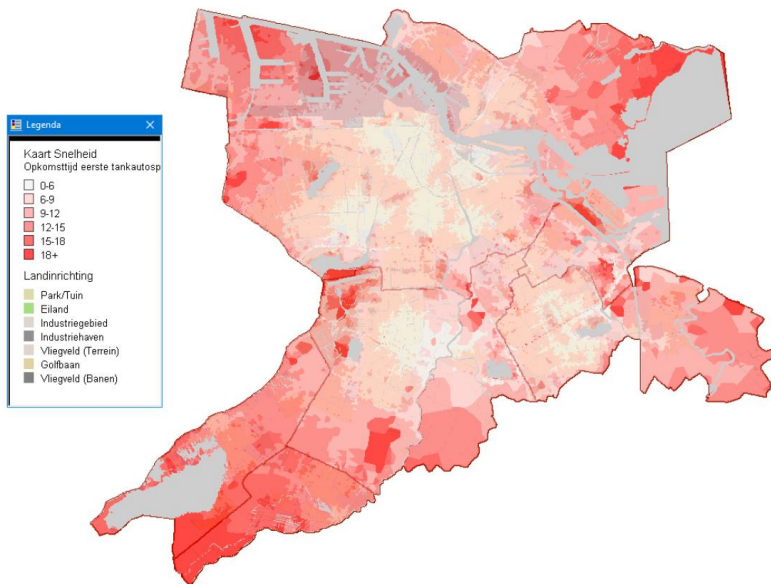 Legenda
Kaart Snelheid
Opkomsttijd eerste tankautosp
0-6
6-9
9-12
12-15
15-18
18+
Landinrichting
Park/Tuin
Eiland
Industriegebied
Industriehaven
Vliegveld (Terrein)
Golfbaan
Vliegveld (Banen)